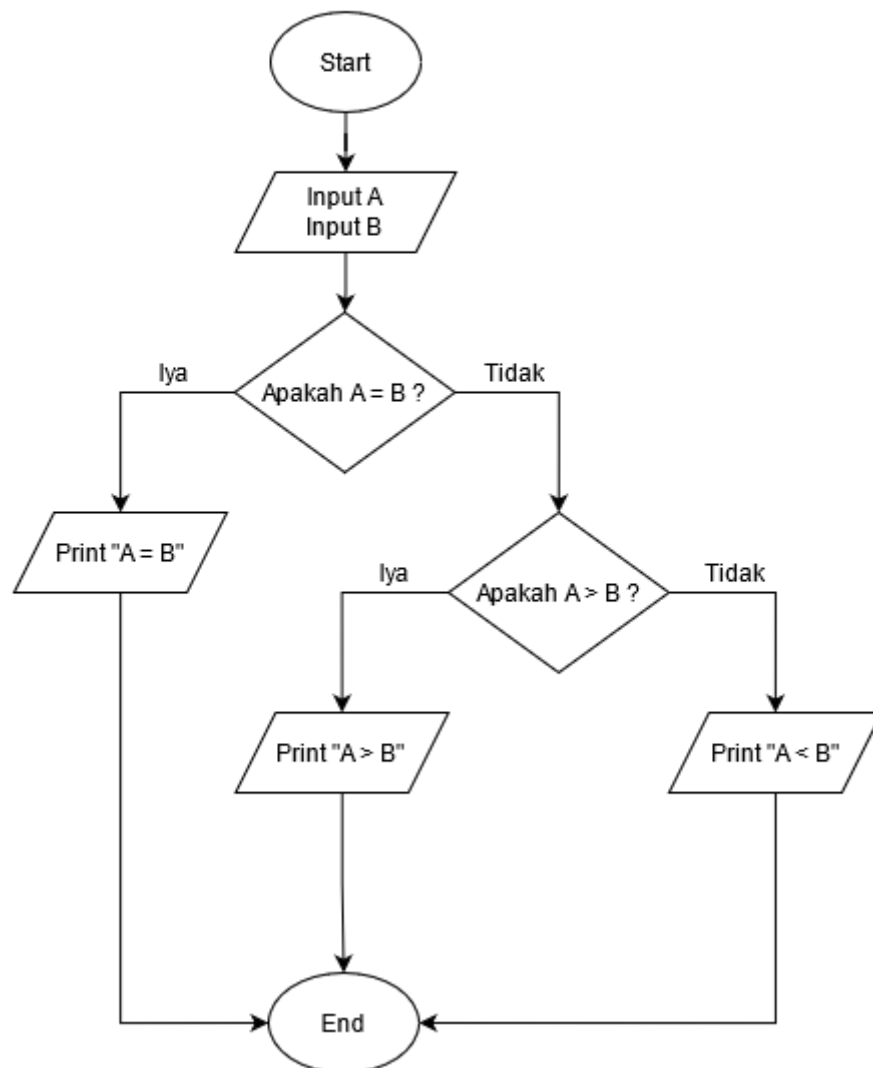 Start
Input A
Input B
Iya
Apakah A = B ?
Tidak
Print "A = B"
Iya
Apakah A > B ?
Tidak
Print "A > B"
Print "A < B"
End